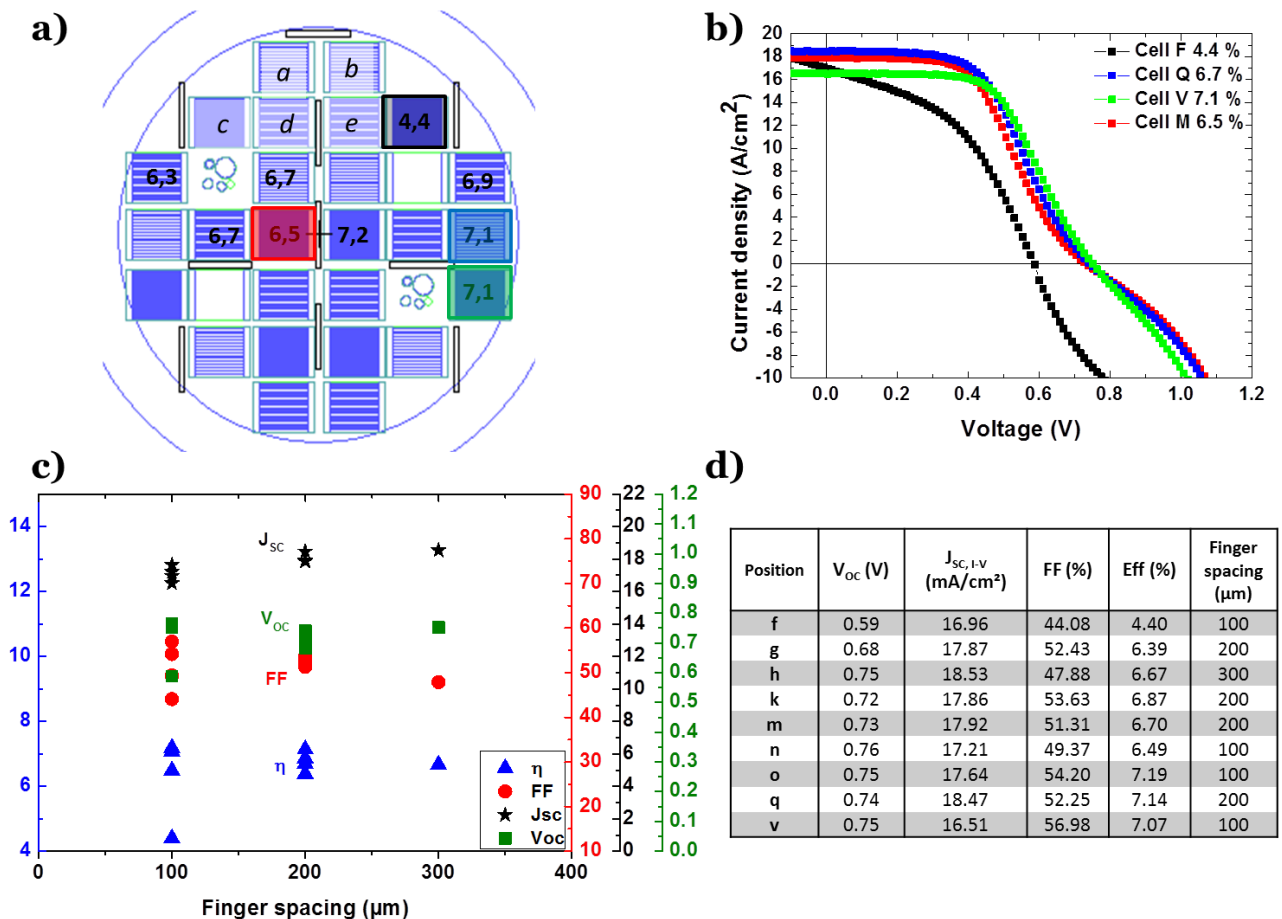 a)
a b
c d e 4,4
6,3 6,7 6,9
6,7 6,5 7,2 7,1
7,1
b)
20
18
16
14
12
10
8
6
4
2
0
-2
-4
-6
-8
-10
Current density (A/cm²)
Cell F 4.4 %
Cell Q 6.7 %
Cell V 7.1 %
Cell M 6.5 %
0.0 0.2 0.4 0.6 0.8 1.0 1.2
Voltage (V)
c)
14
12
10
8
6
4
J_SC
V_OC
FF
η
η
FF
Jsc
Voc
0 100 200 300 400
Finger spacing (µm)
90
80
70
60
50
40
30
20
10
22
20
18
16
14
12
10
8
6
4
2
0
1.2
1.1
1.0
0.9
0.8
0.7
0.6
0.5
0.4
0.3
0.2
0.1
0.0
d)
Position V_OC (V) J_SC, I-V (mA/cm²) FF (%) Eff (%) Finger spacing (µm)
f 0.59 16.96 44.08 4.40 100
g 0.68 17.87 52.43 6.39 200
h 0.75 18.53 47.88 6.67 300
k 0.72 17.86 53.63 6.87 200
m 0.73 17.92 51.31 6.70 200
n 0.76 17.21 49.37 6.49 100
o 0.75 17.64 54.20 7.19 100
q 0.74 18.47 52.25 7.14 200
v 0.75 16.51 56.98 7.07 100